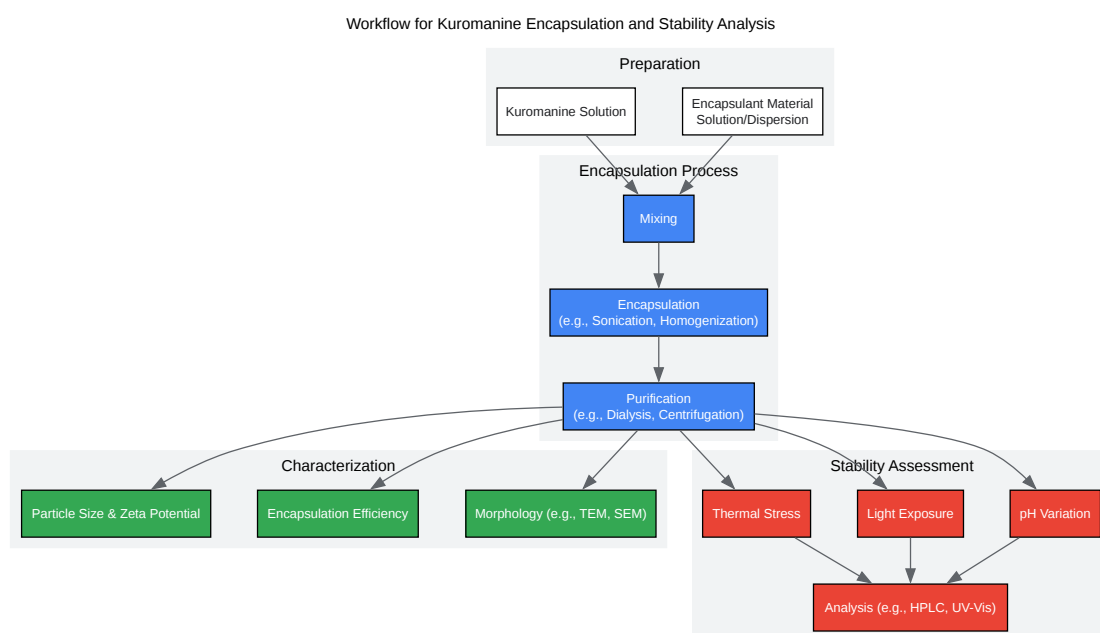 Workflow for Kuromanine Encapsulation and Stability Analysis
Preparation
Kuromanine Solution
Encapsulant Material
Solution/Dispersion
Encapsulation Process
Mixing
Encapsulation
(e.g., Sonication, Homogenization)
Purification
(e.g., Dialysis, Centrifugation)
Characterization
Particle Size & Zeta Potential
Encapsulation Efficiency
Morphology (e.g., TEM, SEM)
Stability Assessment
Thermal Stress
Light Exposure
pH Variation
Analysis (e.g., HPLC, UV-Vis)